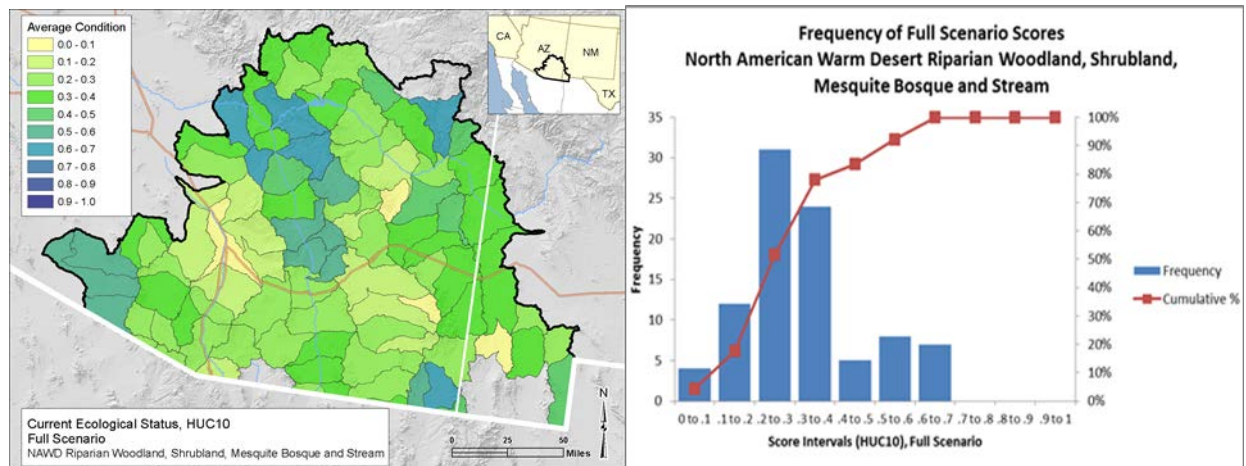 Average Condition
0.0 - 0.1
0.1 - 0.2
0.2 - 0.3
0.3 - 0.4
0.4 - 0.5
0.5 - 0.6
0.6 - 0.7
0.7 - 0.8
0.8 - 0.9
0.9 - 1.0
CA
AZ
NM
TX
N
0
25
50
Miles
Current Ecological Status, HUC10
Full Scenario
NAWD Riparian Woodland, Shrubland, Mesquite Bosque and Stream
Frequency of Full Scenario Scores
North American Warm Desert Riparian Woodland, Shrubland,
Mesquite Bosque and Stream
Frequency
35
30
25
20
15
10
5
0
100%
90%
80%
70%
60%
50%
40%
30%
20%
10%
0%
0 to .1
.1 to .2
.2 to .3
.3 to .4
.4 to .5
.5 to .6
.6 to .7
.7 to .8
.8 to .9
.9 to 1
Score Intervals (HUC10), Full Scenario
Frequency
Cumulative %